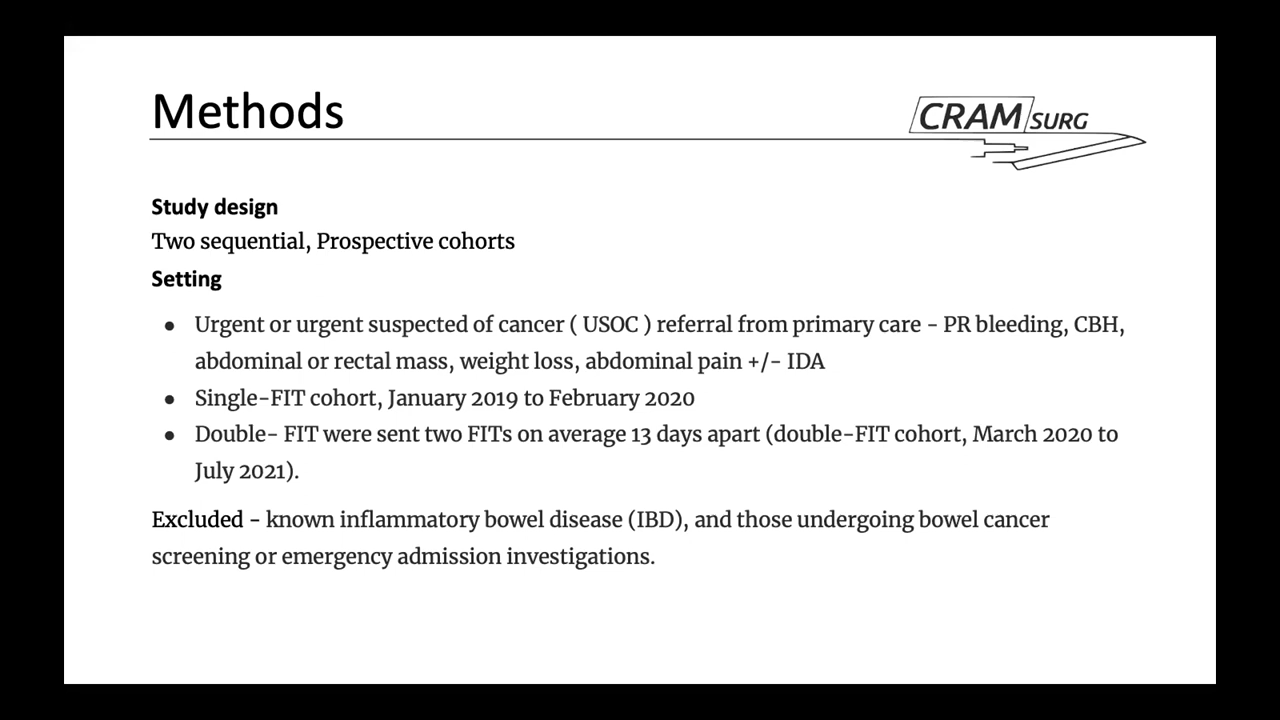 Methods
CRAM SURG
Study design
Two sequential, Prospective cohorts
Setting
● Urgent or urgent suspected of cancer ( USOC ) referral from primary care - PR bleeding, CBH,
abdominal or rectal mass, weight loss, abdominal pain +/- IDA
● Single-FIT cohort, January 2019 to February 2020
● Double- FIT were sent two FITs on average 13 days apart (double-FIT cohort, March 2020 to
July 2021).
Excluded - known inflammatory bowel disease (IBD), and those undergoing bowel cancer
screening or emergency admission investigations.